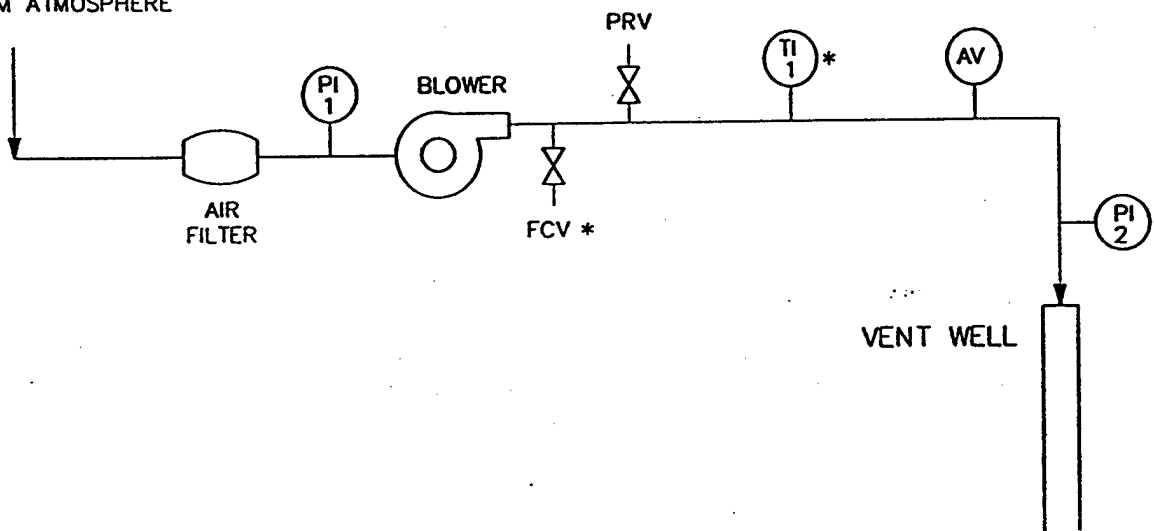 M ATMOSPHERE
PRV
TI
1 *
AV
PI
1
BLOWER
AIR
FILTER
FCV *
PI
2
VENT WELL